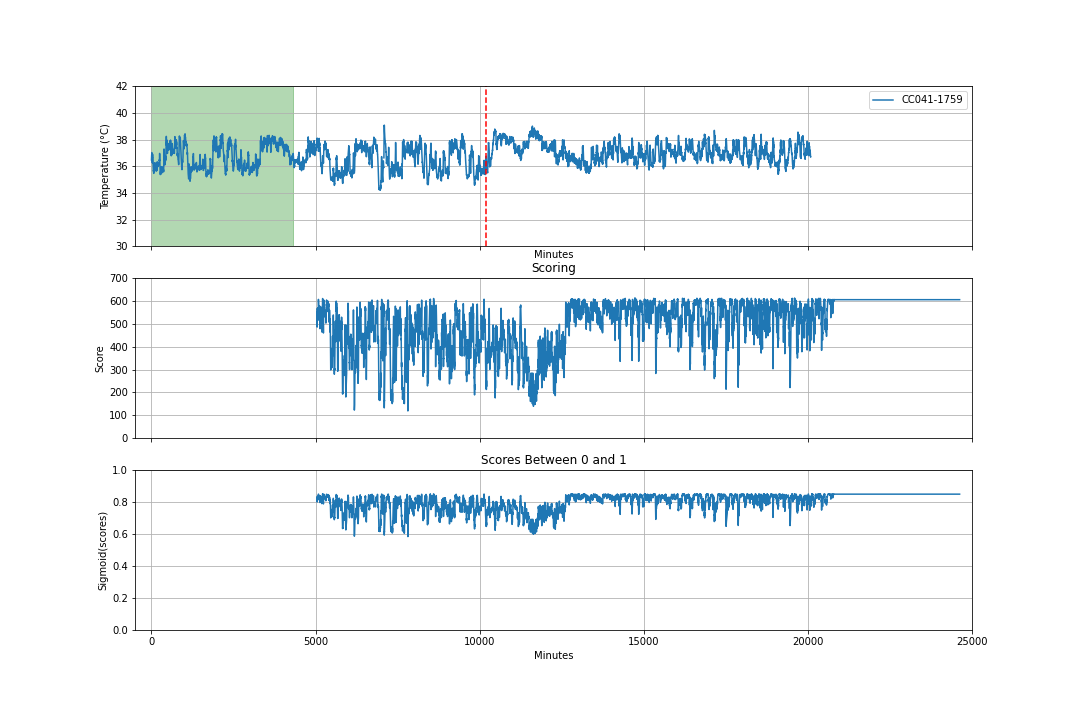 42
40
38
36
34
32
30
Temperature (°C)
CC041-1759
Minutes
Scoring
700
600
500
400
300
200
100
0
Score
Scores Between 0 and 1
1.0
0.8
0.6
0.4
0.2
0.0
Sigmoid(scores)
0 5000 10000 15000 20000 25000
Minutes